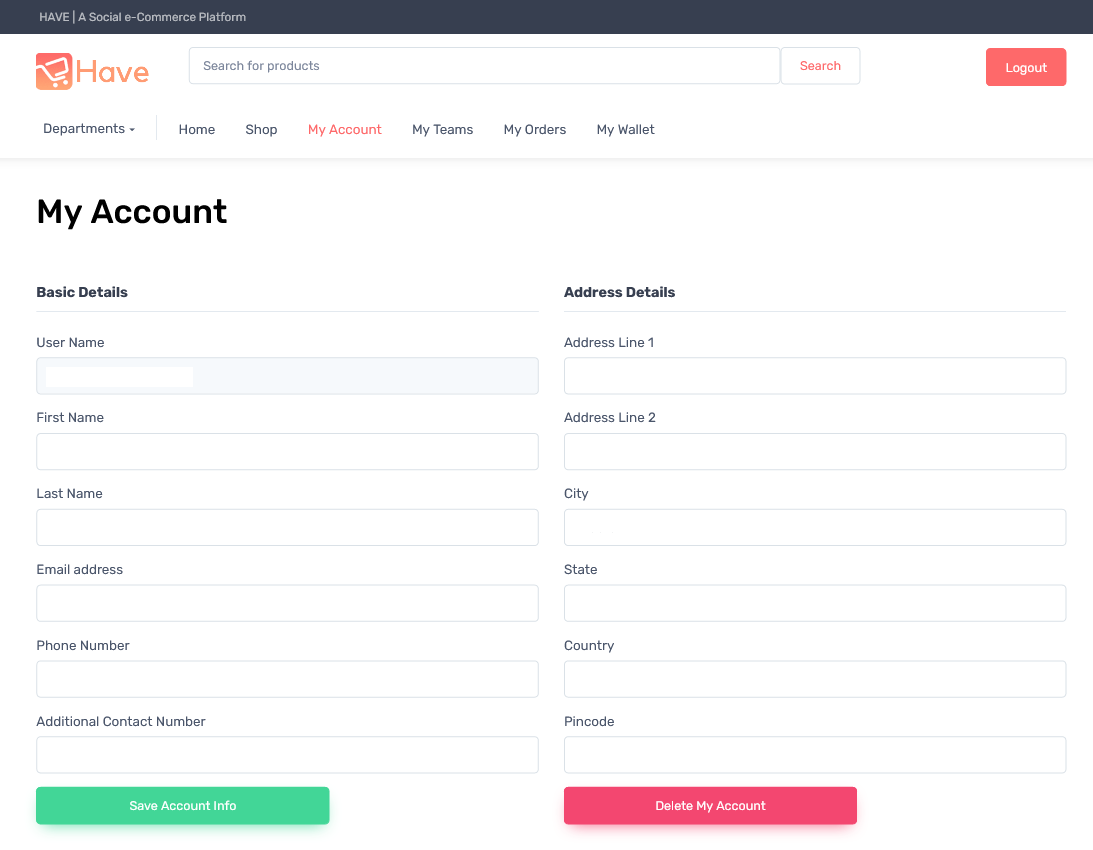 HAVE | A Social e-Commerce Platform
Have
Search for products
Search
Logout
Departments
Home
Shop
My Account
My Teams
My Orders
My Wallet
My Account
Basic Details
User Name
First Name
Last Name
Email address
Phone Number
Additional Contact Number
Save Account Info
Address Details
Address Line 1
Address Line 2
City
State
Country
Pincode
Delete My Account